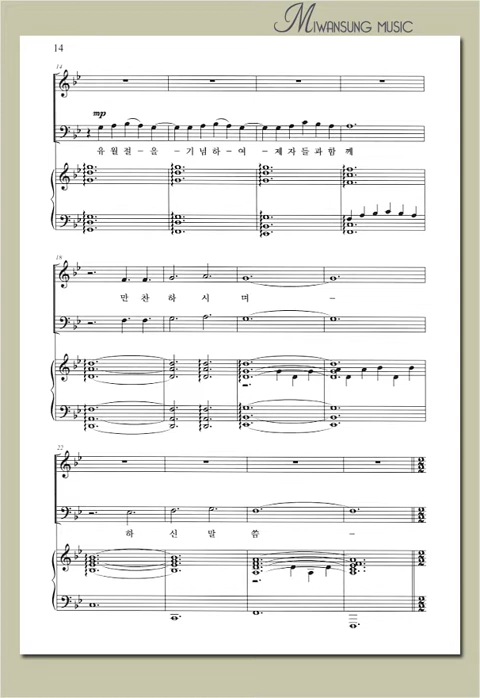 MIWANSUNG MUSIC
14
14
mp
유 월 절 - 을 - 기 념 하 - 여 - 제 자 들 과 함 께
18
만 찬 하 시 며 -
22
하 신 말 씀 -